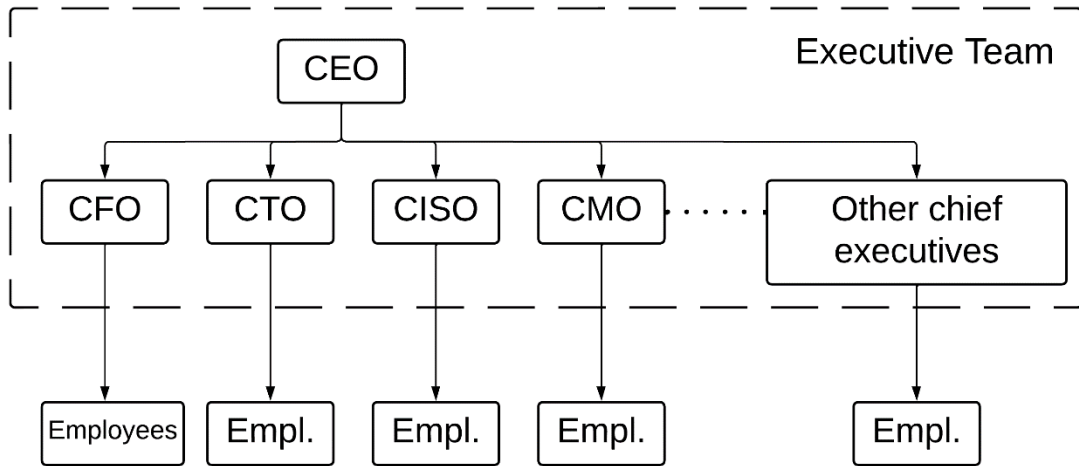 Executive Team
CEO
CFO
CTO
CISO
CMO
Other chief
executives
Employees
Empl.
Empl.
Empl.
Empl.